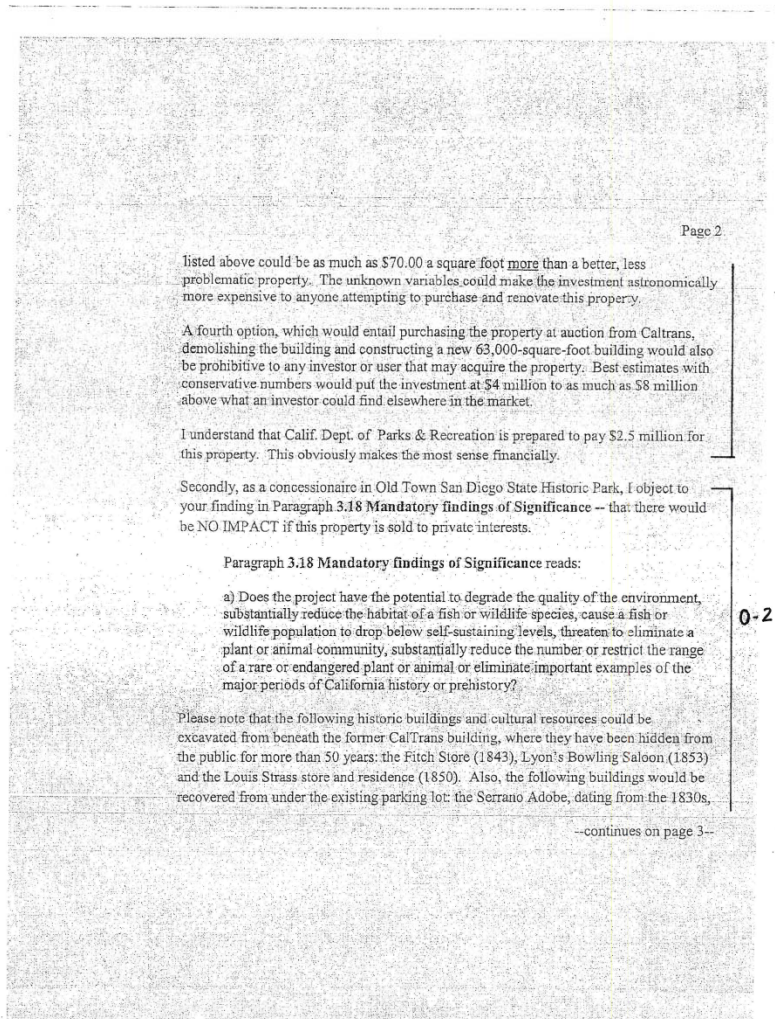 Page 2
listed above could be as much as $70.00 a square foot more than a better, less
problematic property. The unknown variables could make the investment astronomically
more expensive to anyone attempting to purchase and renovate this property.
A fourth option, which would entail purchasing the property at auction from Caltrans,
demolishing the building and constructing a new 63,000-square-foot building would also
be prohibitive to any investor or user that may acquire the property. Best estimates with
conservative numbers would put the investment at $4 million to as much as $8 million
above what an investor could find elsewhere in the market.
I understand that Calif. Dept. of Parks & Recreation is prepared to pay $2.5 million for
this property. This obviously makes the most sense financially.
Secondly, as a concessionaire in Old Town San Diego State Historic Park, I object to
your finding in Paragraph 3.18 Mandatory findings of Significance -- that there would
be NO IMPACT if this property is sold to private interests.
Paragraph 3.18 Mandatory findings of Significance reads:
a) Does the project have the potential to degrade the quality of the environment,
substantially reduce the habitat of a fish or wildlife species, cause a fish or
wildlife population to drop below self-sustaining levels, threaten to eliminate a
plant or animal community, substantially reduce the number or restrict the range
of a rare or endangered plant or animal or eliminate important examples of the
major periods of California history or prehistory?
O-2
Please note that the following historic buildings and cultural resources could be
excavated from beneath the former CalTrans building, where they have been hidden from
the public for more than 50 years: the Fitch Store (1843), Lyon's Bowling Saloon (1853)
and the Louis Strass store and residence (1850). Also, the following buildings would be
recovered from under the existing parking lot: the Serrano Adobe, dating from the 1830s,
--continues on page 3--